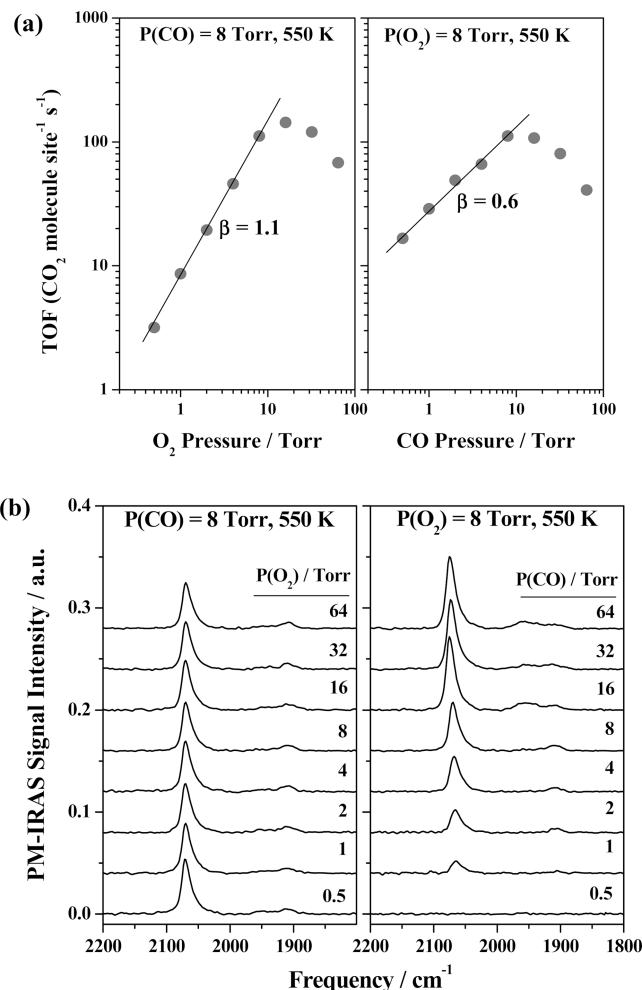 (a)
P(CO) = 8 Torr, 550 K
P(O₂) = 8 Torr, 550 K
1000
100
10
1
TOF (CO₂ molecule site⁻¹ s⁻¹)
β = 1.1
β = 0.6
1 10 100
1 10 100
O₂ Pressure / Torr
CO Pressure / Torr
(b)
P(CO) = 8 Torr, 550 K
P(O₂) = 8 Torr, 550 K
0.4
0.3
0.2
0.1
0.0
PM-IRAS Signal Intensity / a.u.
P(O₂) / Torr
64
32
16
8
4
2
1
0.5
P(CO) / Torr
64
32
16
8
4
2
1
0.5
2200 2100 2000 1900
2200 2100 2000 1900 1800
Frequency / cm⁻¹